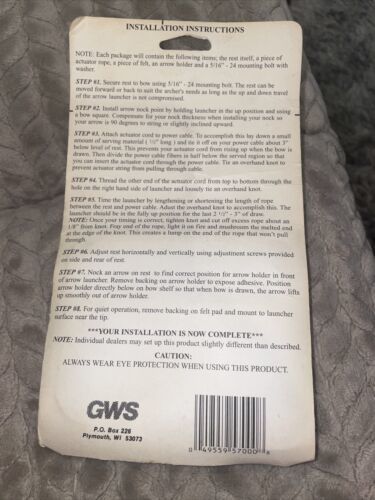 INSTALLATION INSTRUCTIONS
NOTE: Each package will contain the following items; the rest itself, a piece of
actuator rope, a piece of felt, an arrow holder and a 5/16" - 24 mounting bolt with
washer.
STEP #1. Secure rest to bow using 5/16" - 24 mounting bolt. The rest can be
moved forward or back to suit the archer's needs as long as the up and down travel
of the arrow launcher is not compromised.
STEP #2. Install arrow nock point by holding launcher in the up position and using
a bow square. Compensate for your nock thickness when installing your nock so
your arrow is 90 degrees to string or slightly inclined upward.
STEP #3. Attach actuator cord to power cable. To accomplish this lay down a small
amount of serving material ( ½" long ) and tie it off on your power cable about 3"
below level of rest. This prevents your actuator cord from rising up when the bow is
drawn. Then divide the power cable fibers in half below the served region so that
you can insert the actuator cord through the power cable. Tie an overhand knot to
prevent actuator string from pulling through cable.
STEP #4. Thread the other end of the actuator cord from top to bottom through the
hole on the right hand side of launcher and loosely tie an overhand knot.
STEP #5. Time the launcher by lengthening or shortening the length of rope
between the rest and power cable. Adjust the overhand knot to accomplish this. The
launcher should be in the fully up position for the last 2 ½" - 3" of draw.
NOTE: Once your timing is correct, tighten knot and cut off excess rope about an
1/8" from knot. Fray end of the rope, light it on fire and mushroom the melted end
at the edge of the knot. This creates a lump on the end of the rope that won't pull
through.
STEP #6. Adjust rest horizontally and vertically using adjustment screws provided
on side and rear of rest.
STEP #7. Nock an arrow on rest to find correct position for arrow holder in front
of arrow launcher. Remove backing on arrow holder to expose adhesive. Position
arrow holder directly below on bow shelf so that when bow is drawn, the arrow lifts
up smoothly out of arrow holder.
STEP #8. For quiet operation, remove backing on felt pad and mount to launcher
surface near the tip.
***YOUR INSTALLATION IS NOW COMPLETE***
NOTE: Individual dealers may set up this product slightly different than described.
CAUTION:
ALWAYS WEAR EYE PROTECTION WHEN USING THIS PRODUCT.
GWS
P.O. Box 226
Plymouth, WI 53073
0 49559 57000 8